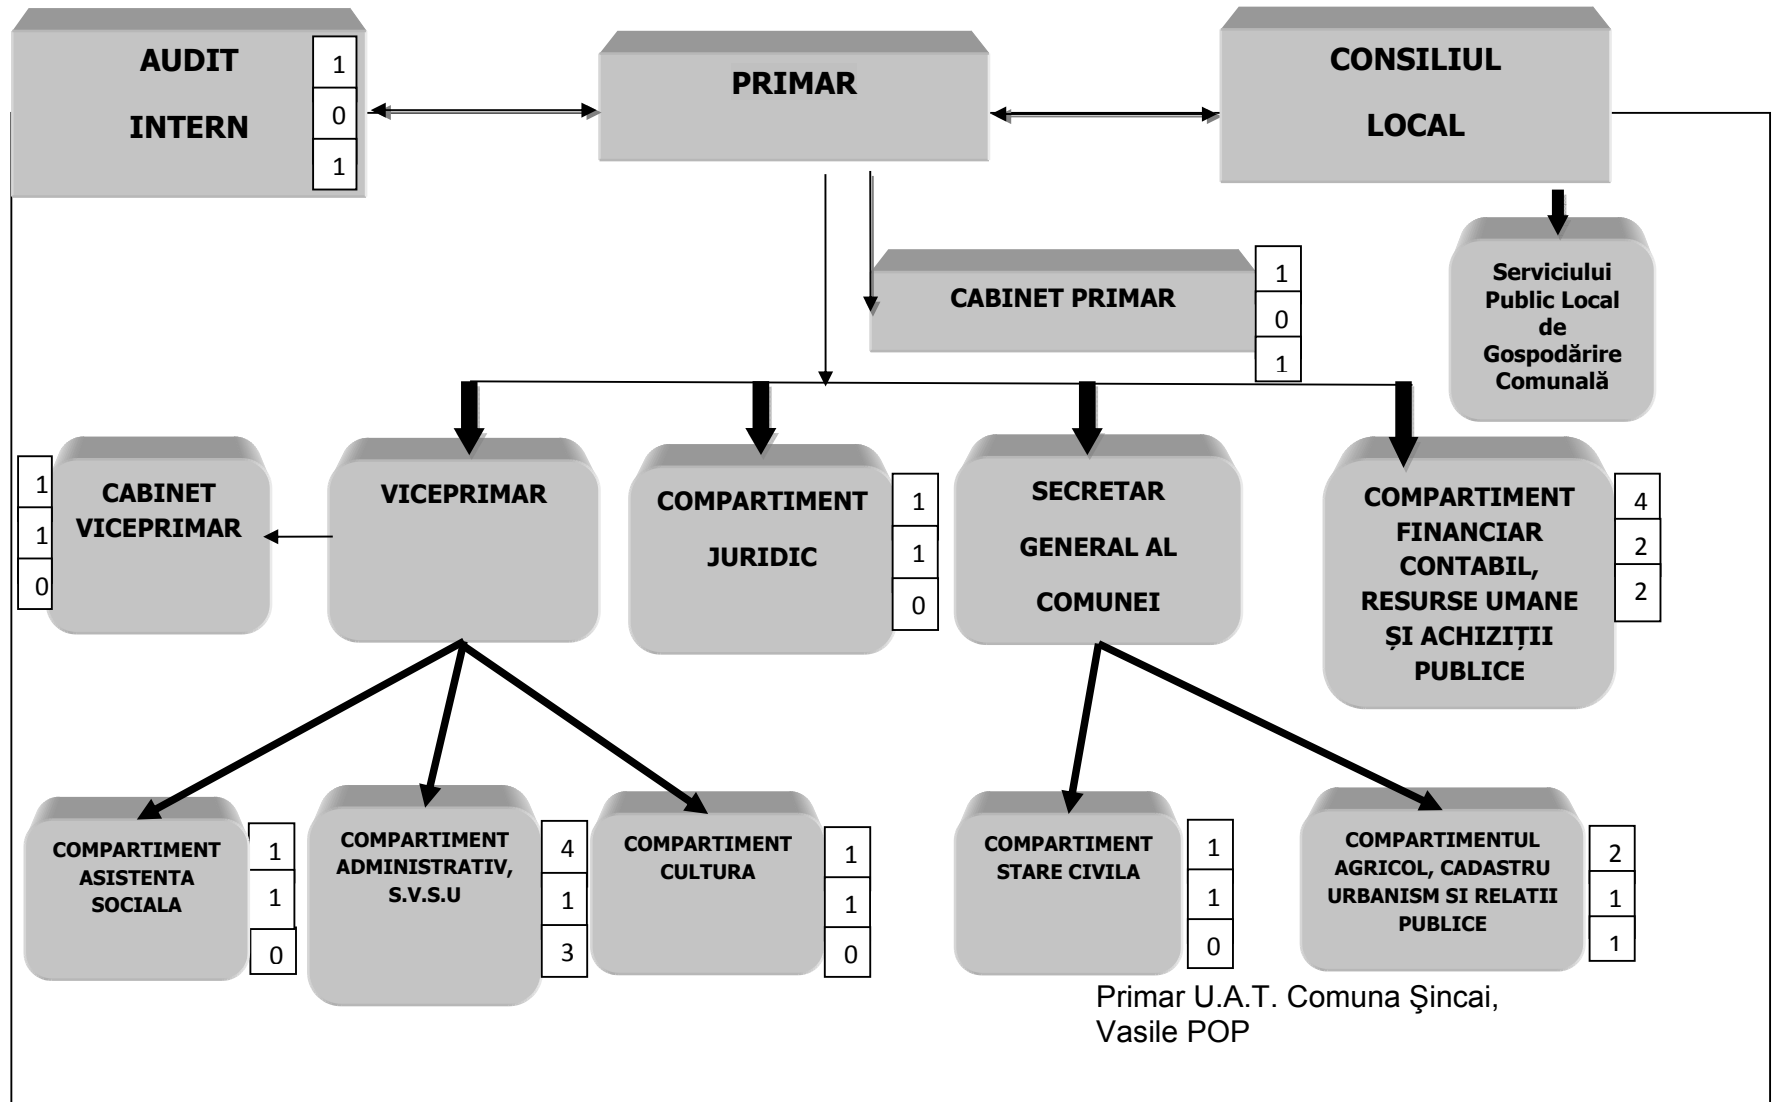 AUDIT
INTERN
1
0
1
PRIMAR
CONSILIUL
LOCAL
CABINET PRIMAR
1
0
1
Serviciului
Public Local
de
Gospodărire
Comunală
1
1
0
CABINET
VICEPRIMAR
VICEPRIMAR
COMPARTIMENT
JURIDIC
1
1
0
SECRETAR
GENERAL AL
COMUNEI
COMPARTIMENT
FINANCIAR
CONTABIL,
RESURSE UMANE
ȘI ACHIZIȚII
PUBLICE
4
2
2
COMPARTIMENT
ASISTENTA
SOCIALA
1
1
0
COMPARTIMENT
ADMINISTRATIV,
S.V.S.U
4
1
3
COMPARTIMENT
CULTURA
1
1
0
COMPARTIMENT
STARE CIVILA
1
1
0
COMPARTIMENTUL
AGRICOL, CADASTRU
URBANISM SI RELATII
PUBLICE
2
1
1
Primar U.A.T. Comuna Şincai,
Vasile POP